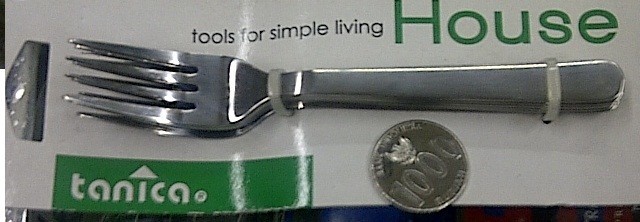 tools for simple living House
tanica
1000